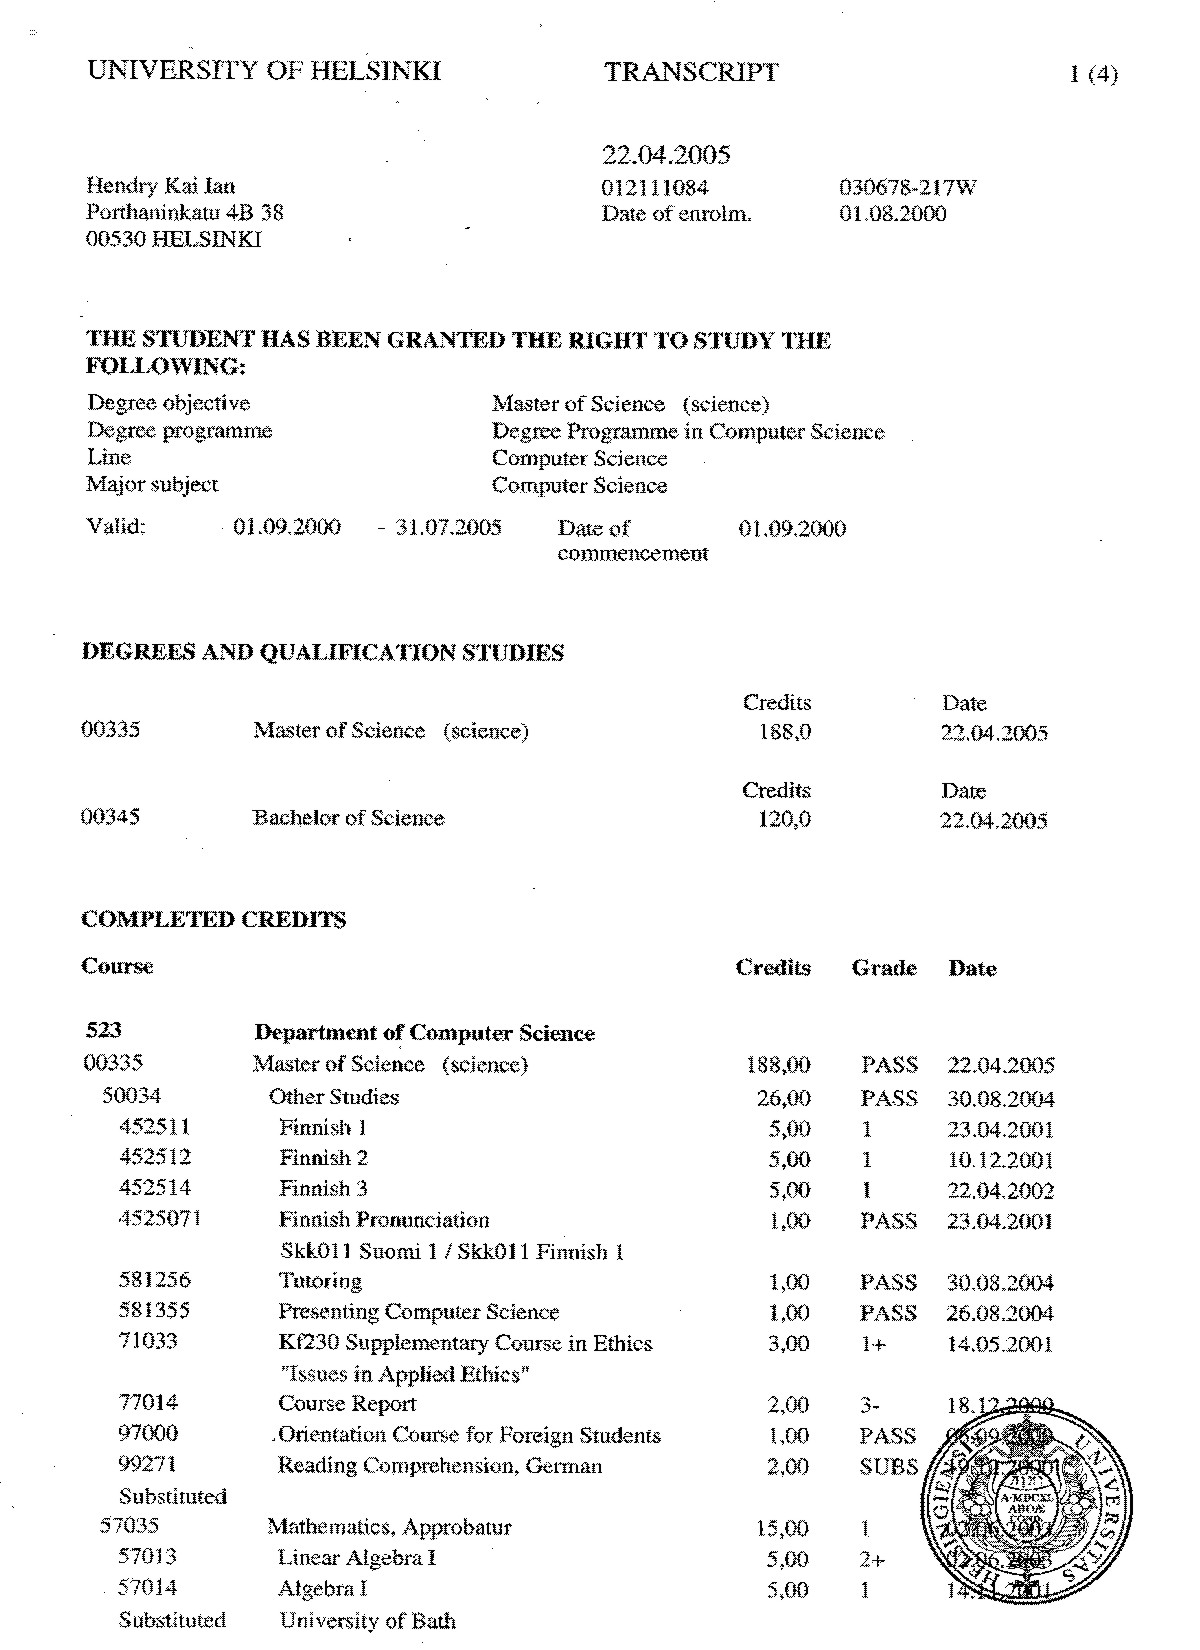 UNIVERSITY OF HELSINKI TRANSCRIPT 1 (4)
22.04.2005
Hendry Kai Ian 012111084 030678-217W
Porthaninkatu 4B 38 Date of enrolm. 01.08.2000
00530 HELSINKI
THE STUDENT HAS BEEN GRANTED THE RIGHT TO STUDY THE
FOLLOWING:
Degree objective Master of Science (science)
Degree programme Degree Programme in Computer Science
Line Computer Science
Major subject Computer Science
Valid: 01.09.2000 - 31.07.2005 Date of 01.09.2000
commencement
DEGREES AND QUALIFICATION STUDIES
Credits Date
00335 Master of Science (science) 188,0 22.04.2005
Credits Date
00345 Bachelor of Science 120,0 22.04.2005
COMPLETED CREDITS
Course Credits Grade Date
523 Department of Computer Science
00335 Master of Science (science) 188,00 PASS 22.04.2005
50034 Other Studies 26,00 PASS 30.08.2004
452511 Finnish 1 5,00 1 23.04.2001
452512 Finnish 2 5,00 1 10.12.2001
452514 Finnish 3 5,00 1 22.04.2002
4525071 Finnish Pronunciation 1,00 PASS 23.04.2001
Skk011 Suomi 1 / Skk011 Finnish 1
581256 Tutoring 1,00 PASS 30.08.2004
581355 Presenting Computer Science 1,00 PASS 26.08.2004
71033 Kf230 Supplementary Course in Ethics 3,00 1+ 14.05.2001
"Issues in Applied Ethics"
77014 Course Report 2,00 3- 18.12.2000
97000 Orientation Course for Foreign Students 1,00 PASS
99271 Reading Comprehension, German 2,00 SUBS
Substituted
57035 Mathematics, Approbatur 15,00 1
57013 Linear Algebra I 5,00 2+
57014 Algebra I 5,00 1 14.11.2001
Substituted University of Bath
UNIVERSITAS HELSINGIENSIS
A·MDCXL
ABOÆ